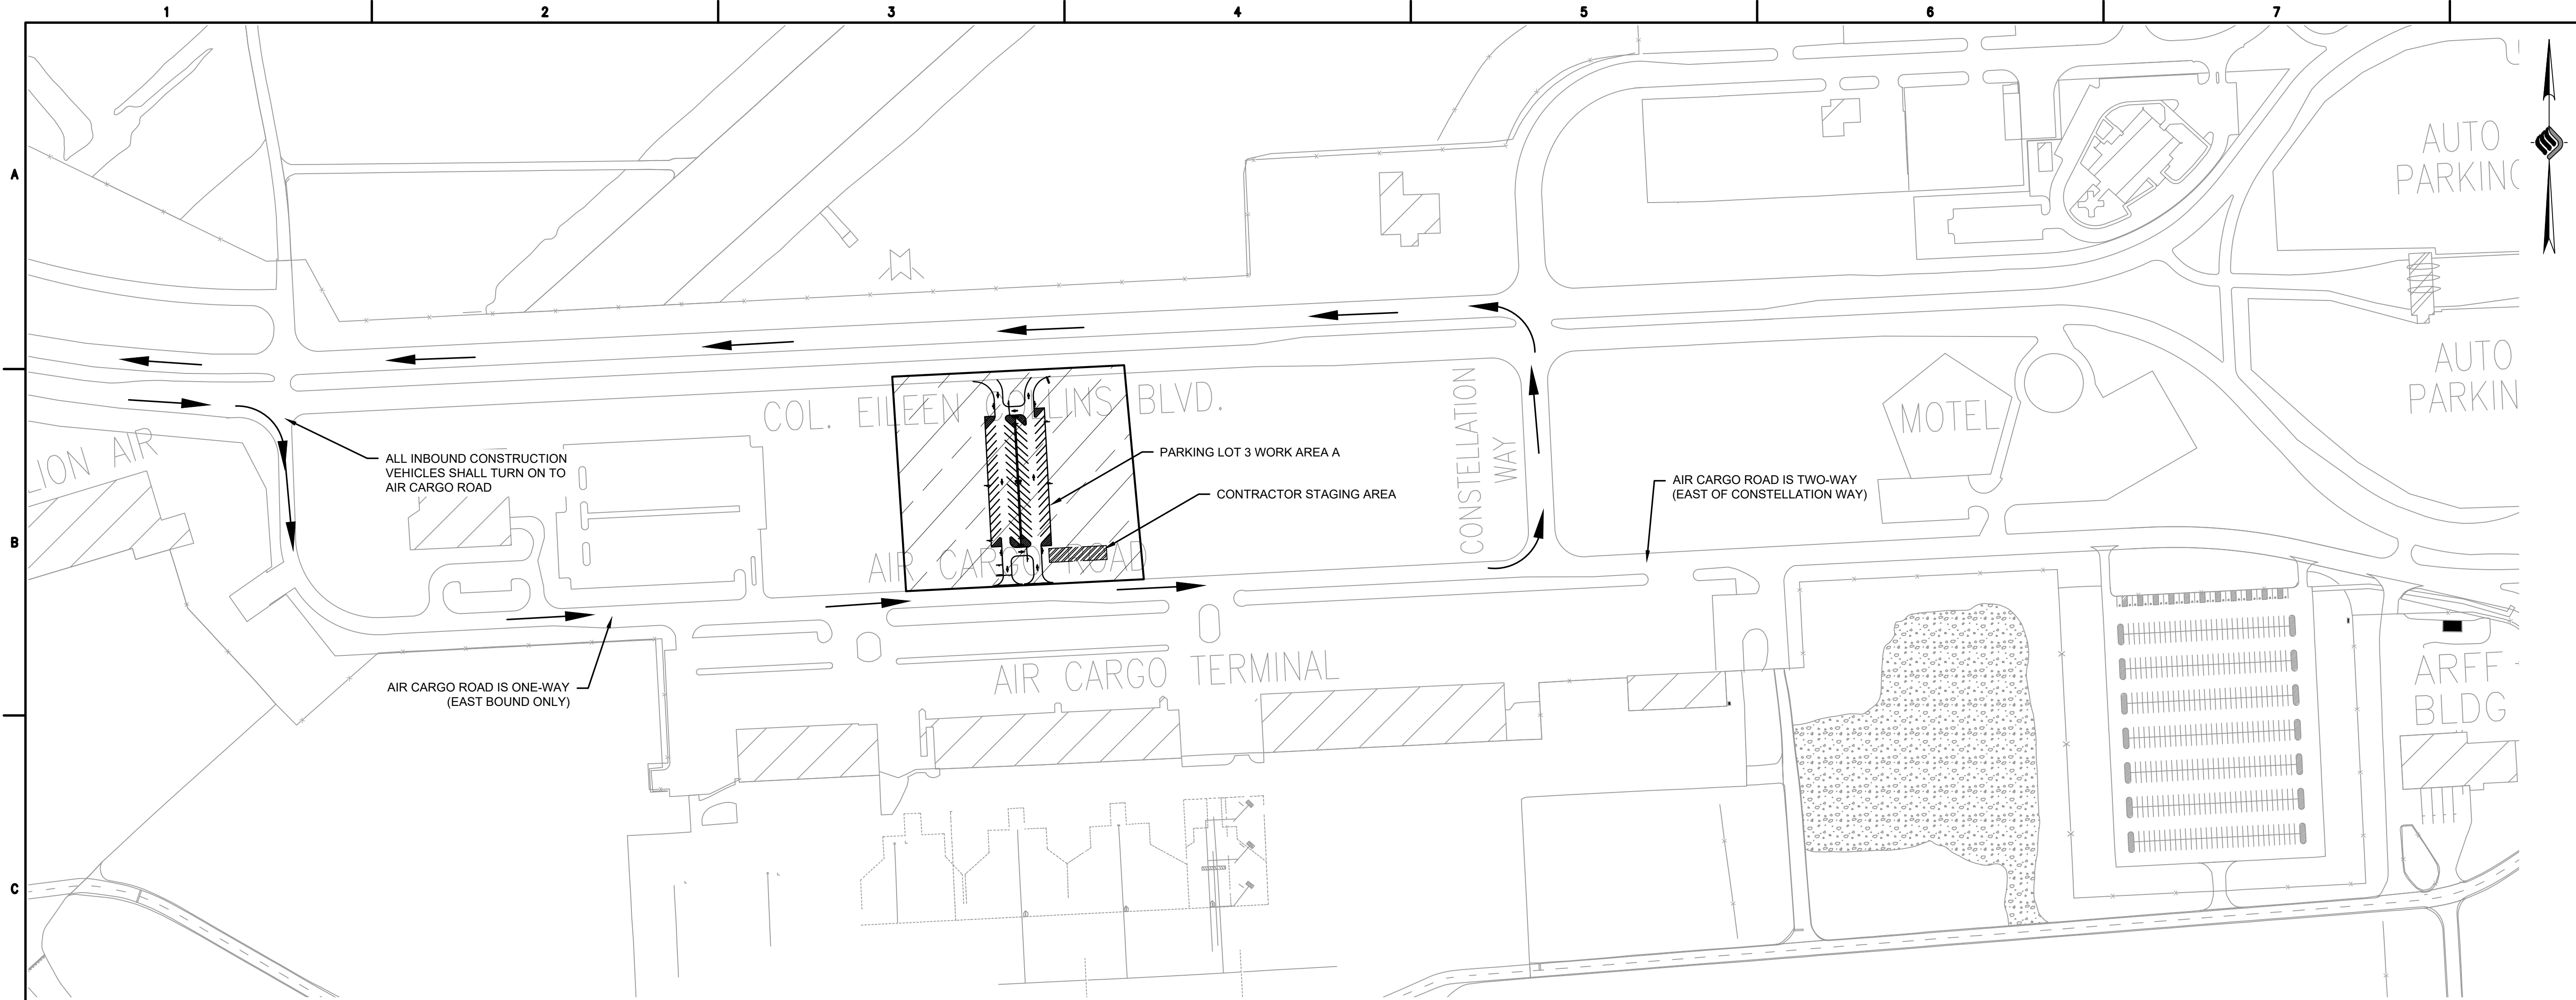 1 2 3 4 5 6 7
A
B
C
AUTO
PARKING
AUTO
PARKIN
COL. EILEEN COLLINS BLVD.
CONSTELLATION
WAY
MOTEL
LION AIR
ALL INBOUND CONSTRUCTION
VEHICLES SHALL TURN ON TO
AIR CARGO ROAD
PARKING LOT 3 WORK AREA A
CONTRACTOR STAGING AREA
AIR CARGO ROAD IS TWO-WAY
(EAST OF CONSTELLATION WAY)
AIR CARGO ROAD
AIR CARGO ROAD IS ONE-WAY
(EAST BOUND ONLY)
AIR CARGO TERMINAL
ARFF
BLDG